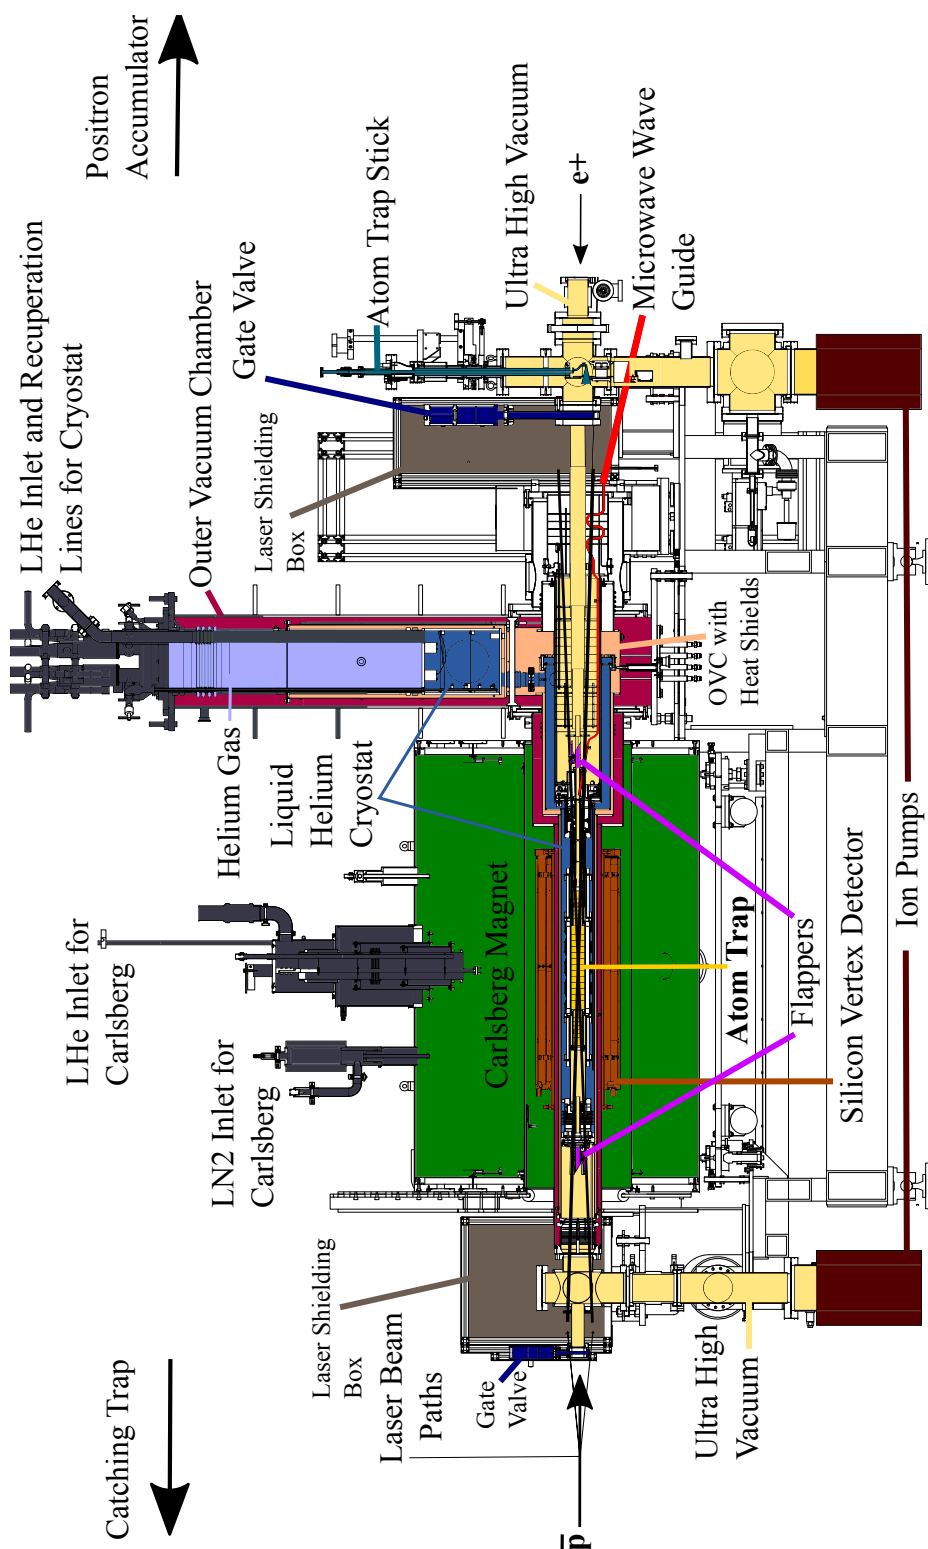 Catching Trap
Positron
Accumulator
LHe Inlet for
Carlsberg
LN2 Inlet for
Carlsberg
LHe Inlet and Recuperation
Lines for Cryostat
Outer Vacuum Chamber
Gate Valve
Laser Shielding
Box
Atom Trap Stick
Helium Gas
Liquid
Helium
Cryostat
Laser Shielding
Box
Laser Beam
Paths
Gate
Valve
Carlsberg Magnet
Ultra High Vacuum
e+
Microwave Wave
Guide
p̅
Ultra High
Vacuum
OVC with
Heat Shields
Atom Trap
Flappers
Silicon Vertex Detector
Ion Pumps